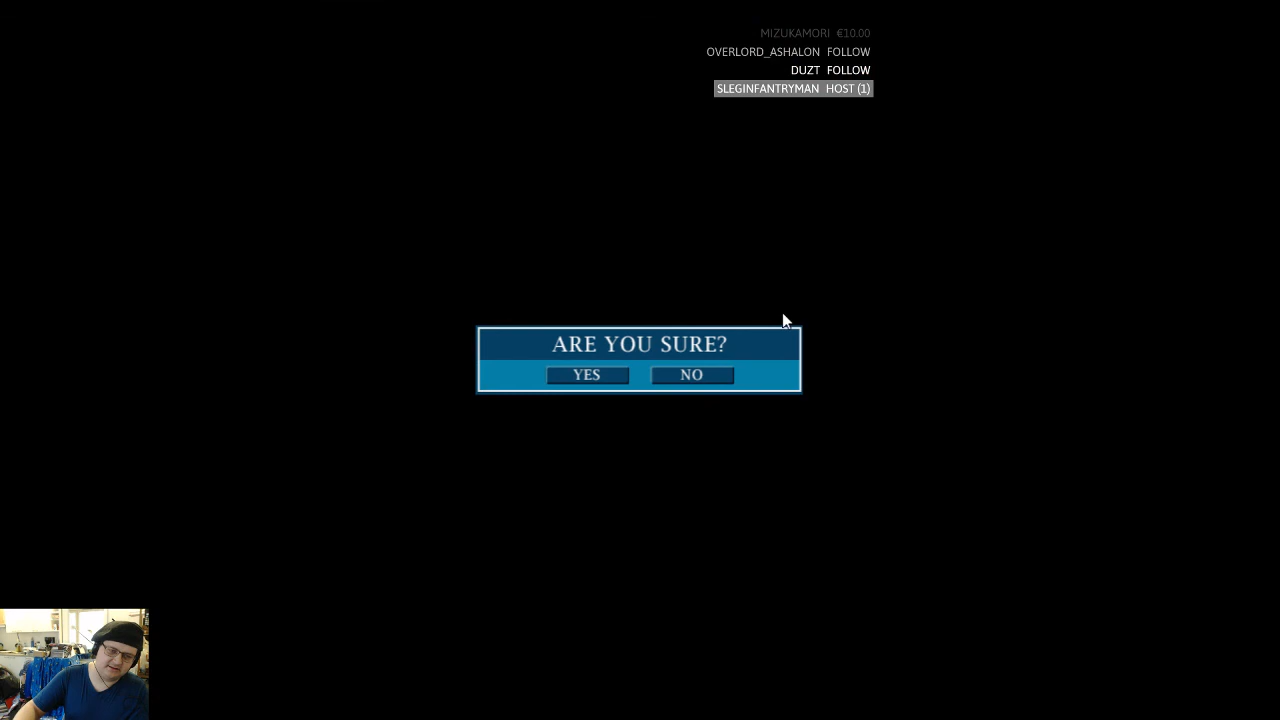 MIZUKAMORI €10.00
OVERLORD_ASHALON FOLLOW
DUZT FOLLOW
SLEGINFANTRYMAN HOST (1)
ARE YOU SURE?
YES NO